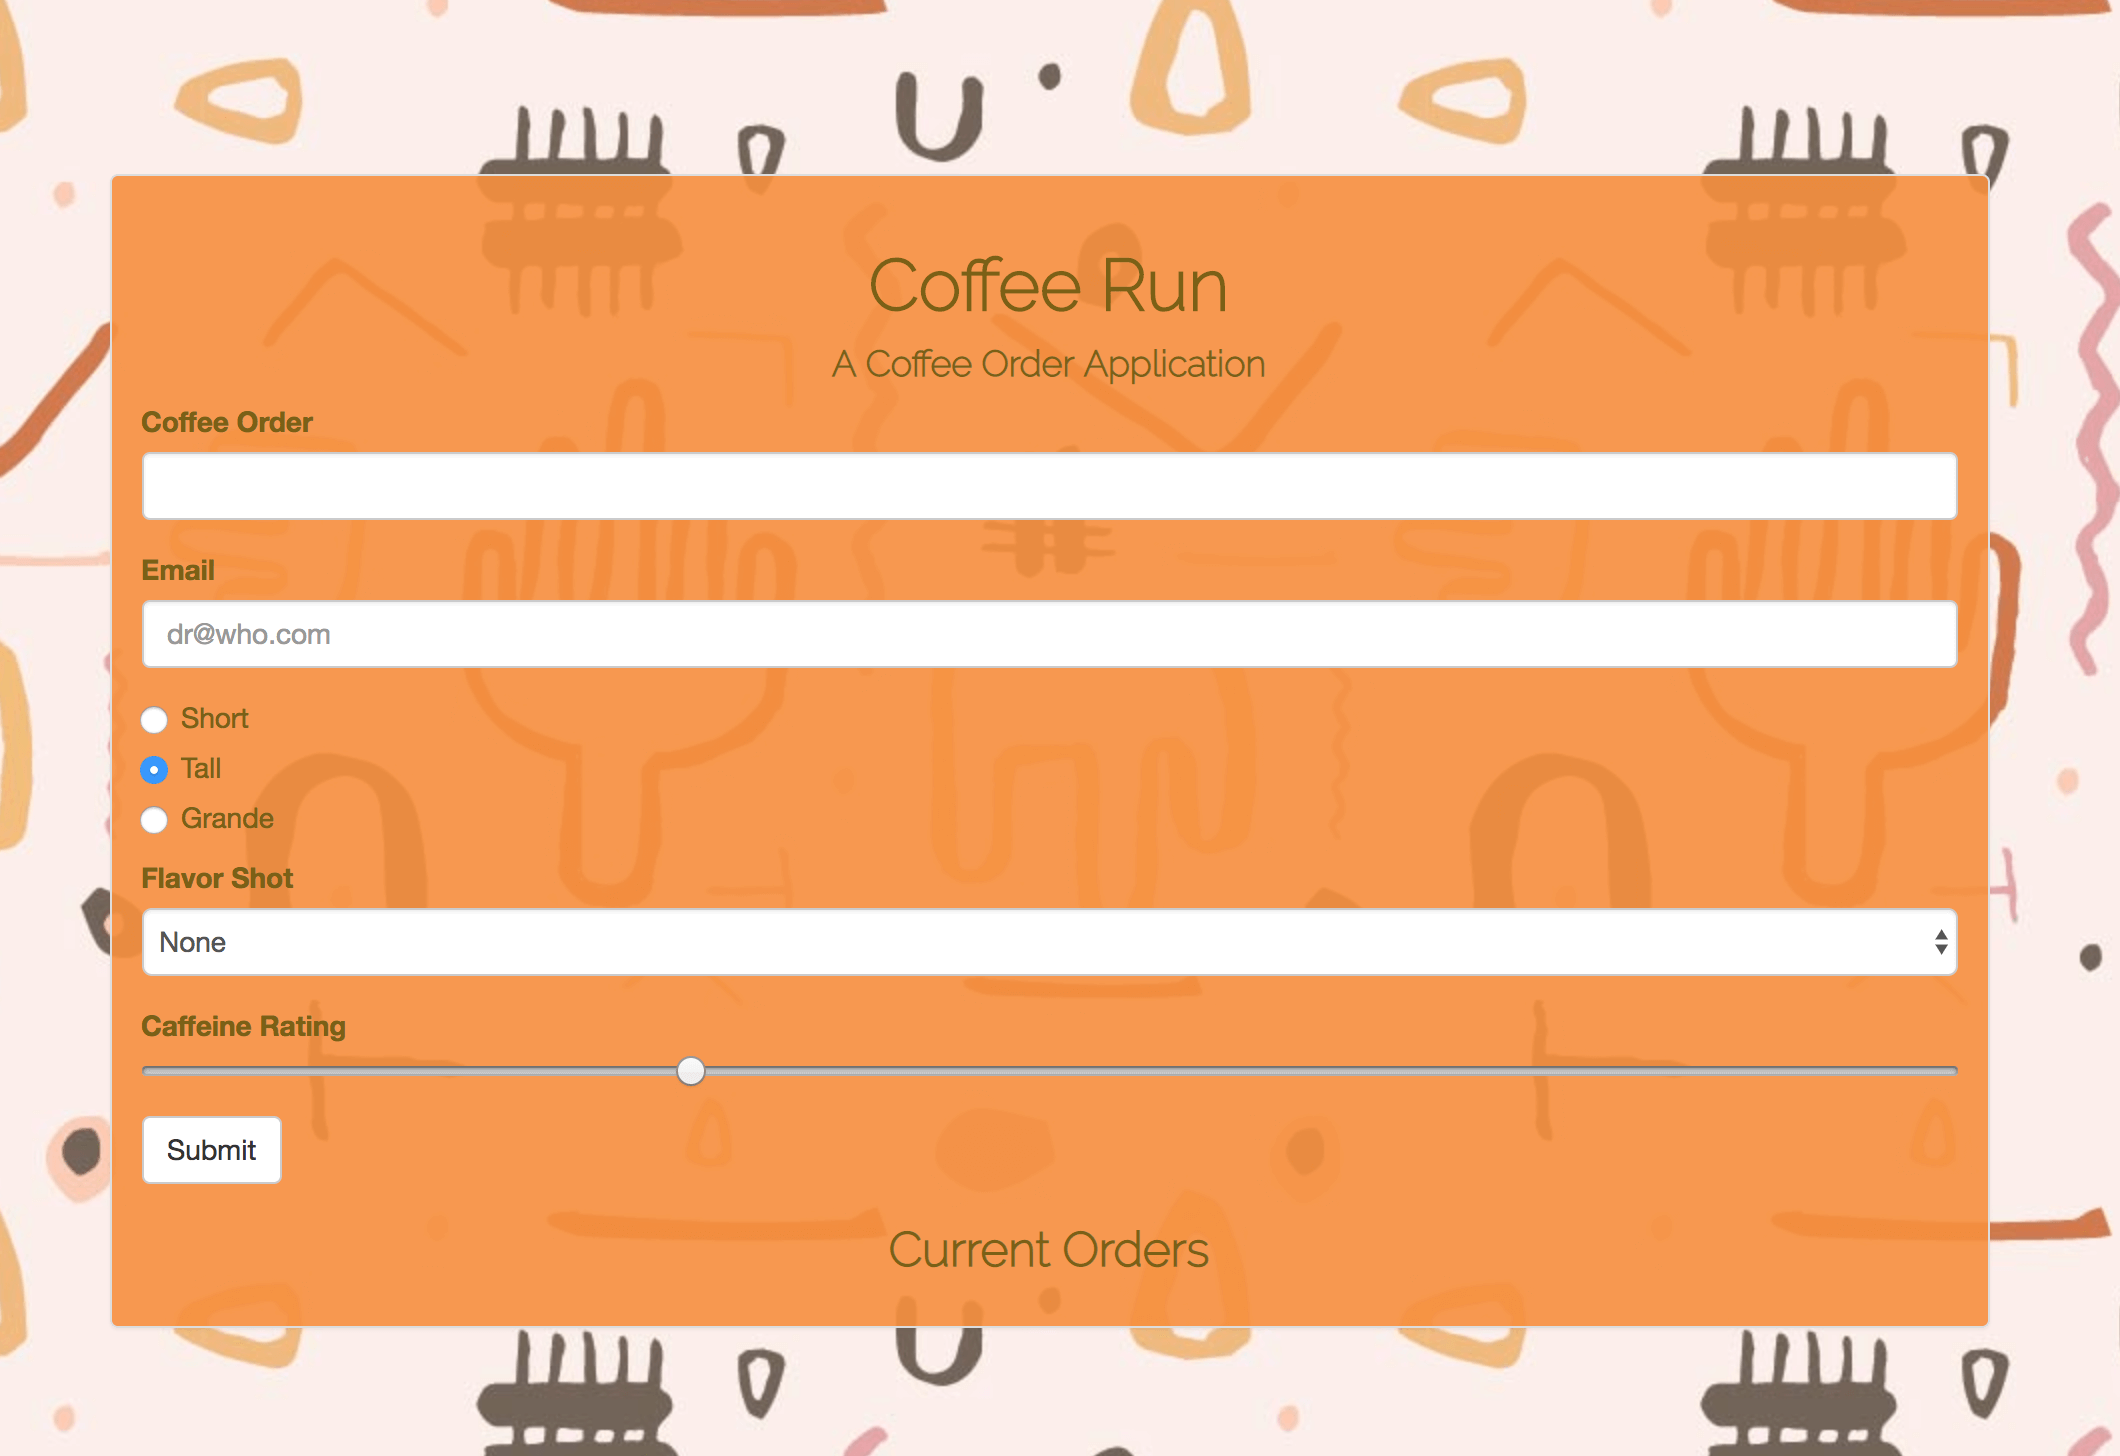 Coffee Run
A Coffee Order Application
Coffee Order
Email
dr@who.com
Short
Tall
Grande
Flavor Shot
None
Caffeine Rating
Submit
Current Orders